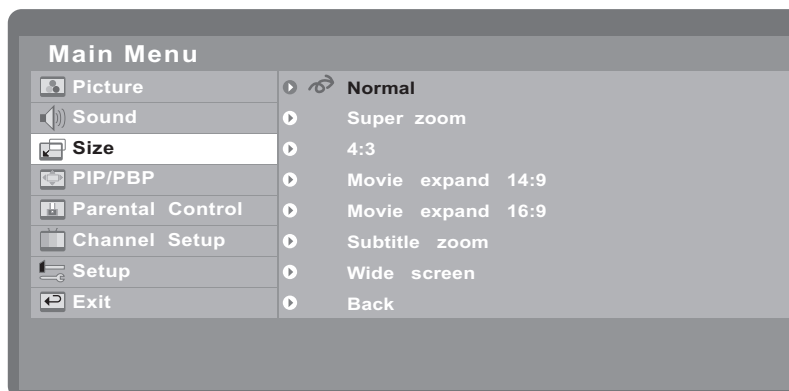 Main Menu
Picture
Sound
Size
PIP/PBP
Parental Control
Channel Setup
Setup
Exit
Normal
Super zoom
4:3
Movie expand 14:9
Movie expand 16:9
Subtitle zoom
Wide screen
Back